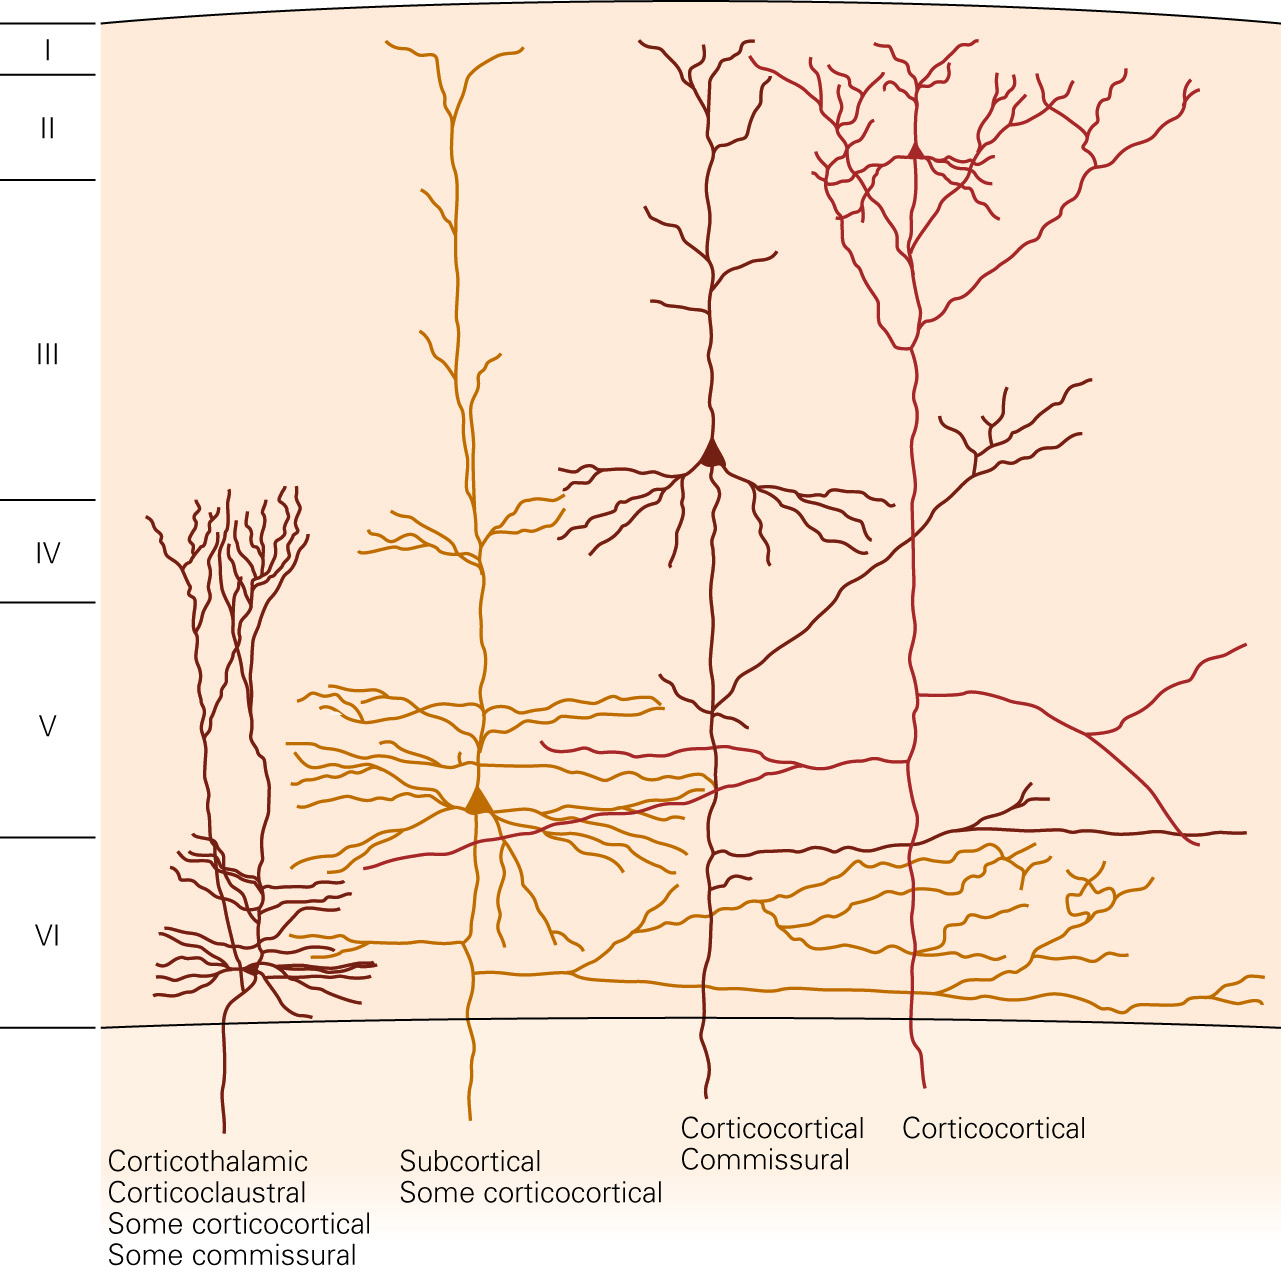 I
II
III
IV
V
VI
Corticothalamic
Corticoclaustral
Some corticocortical
Some commissural
Subcortical
Some corticocortical
Corticocortical
Commissural
Corticocortical